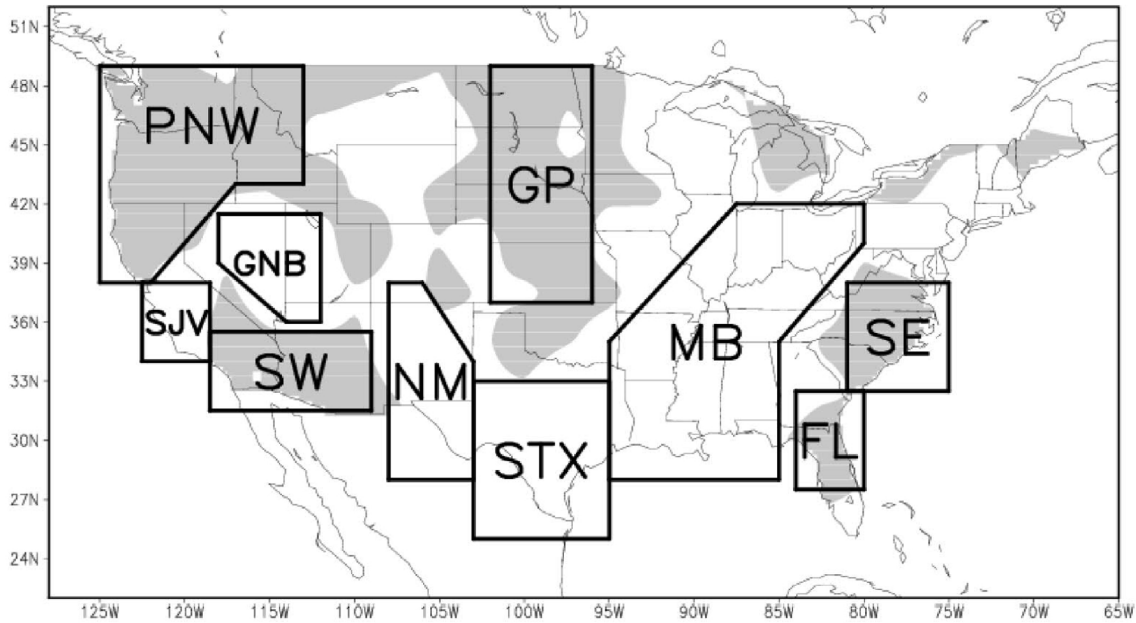 51N
48N
45N
42N
39N
36N
33N
30N
27N
24N
PNW
GP
GNB
SJV
SW
NM
MB
SE
STX
FL
125W 120W 115W 110W 105W 100W 95W 90W 85W 80W 75W 70W 65W